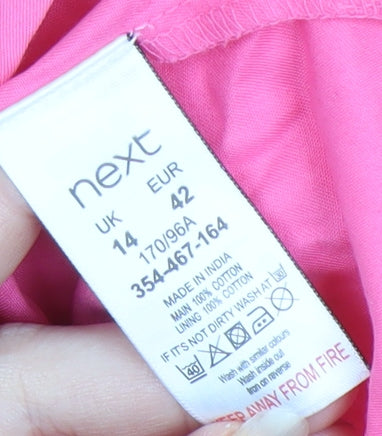 next
UK EUR
14 42
170/96A
354-467-164
MADE IN INDIA
MAIN 100% COTTON
LINING 100% COTTON
IF IT'S NOT DIRTY WASH AT 30
40
Wash with similar colours
Wash inside out
Iron on reverse
KEEP AWAY FROM FIRE